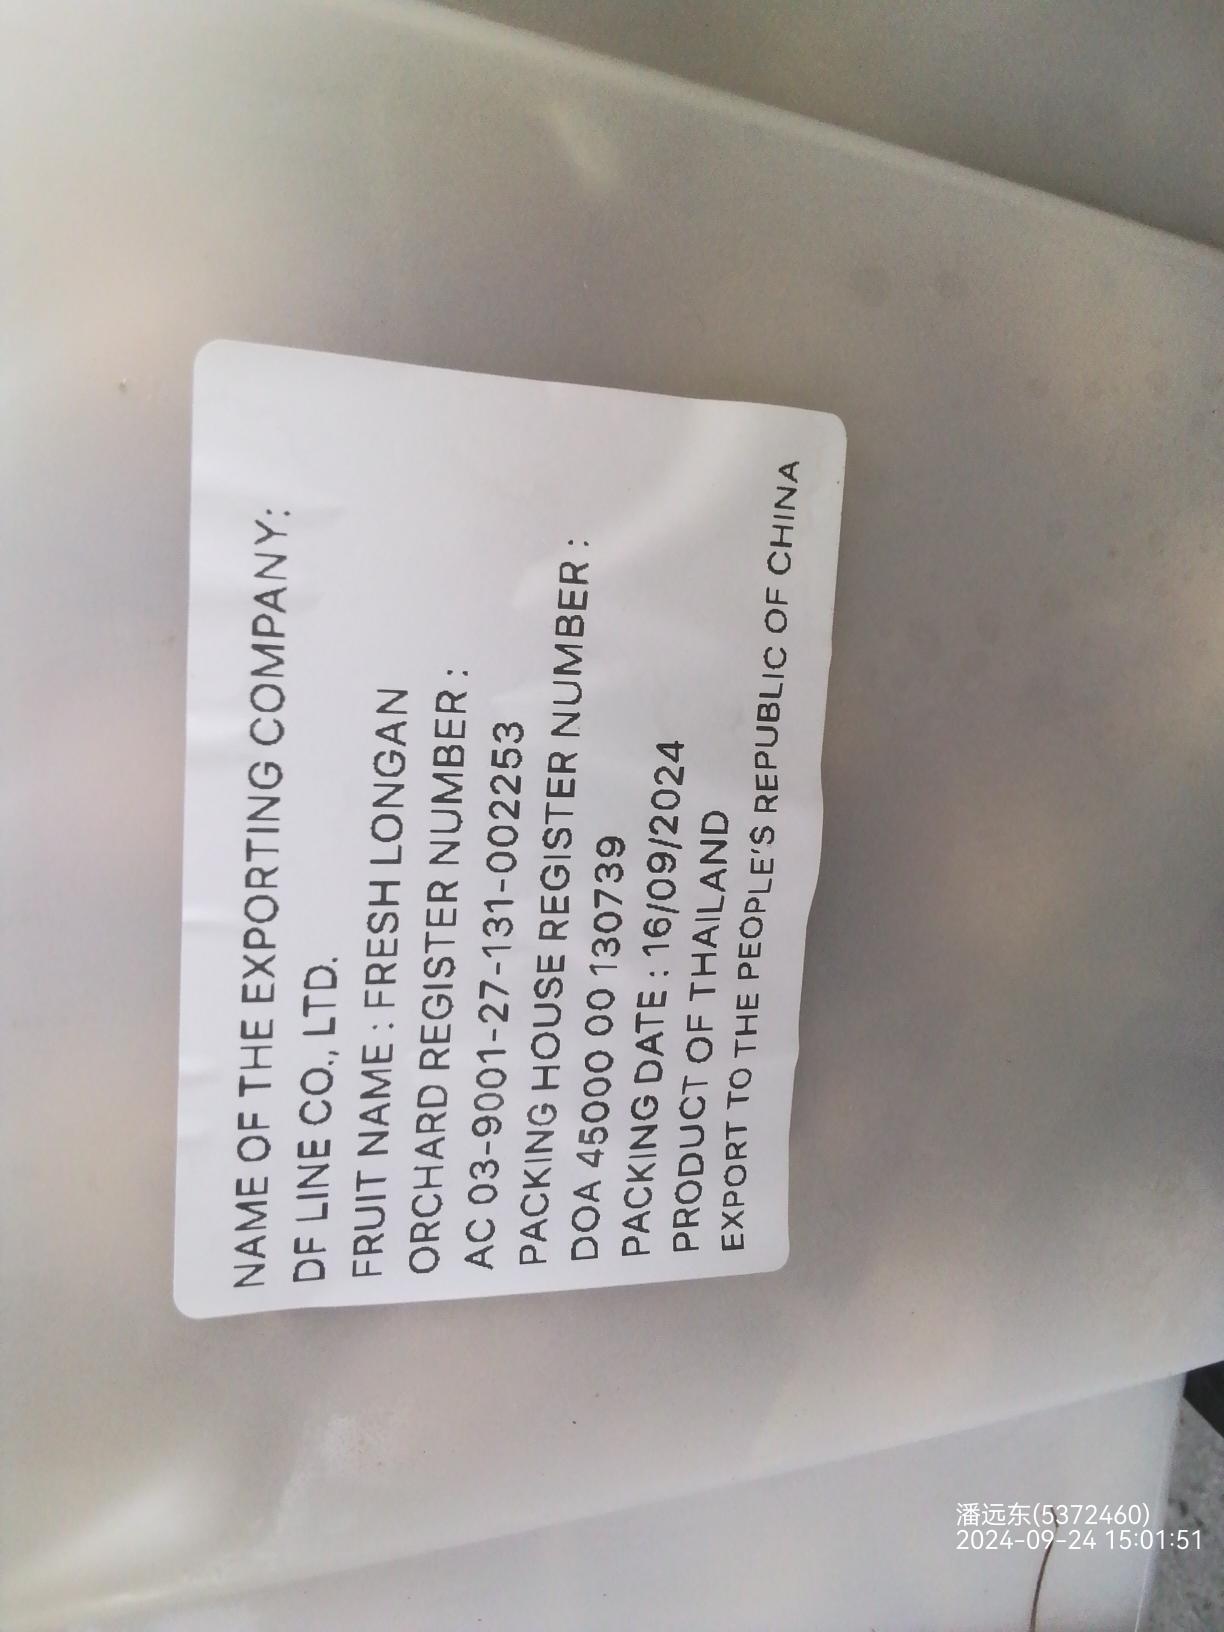 NAME OF THE EXPORTING COMPANY:
DF LINE CO., LTD.
FRUIT NAME : FRESH LONGAN
ORCHARD REGISTER NUMBER :
AC 03-9001-27-131-002253
PACKING HOUSE REGISTER NUMBER :
DOA 45000 00 130739
PACKING DATE : 16/09/2024
PRODUCT OF THAILAND
EXPORT TO THE PEOPLE'S REPUBLIC OF CHINA
潘远东(5372460)
2024-09-24 15:01:51